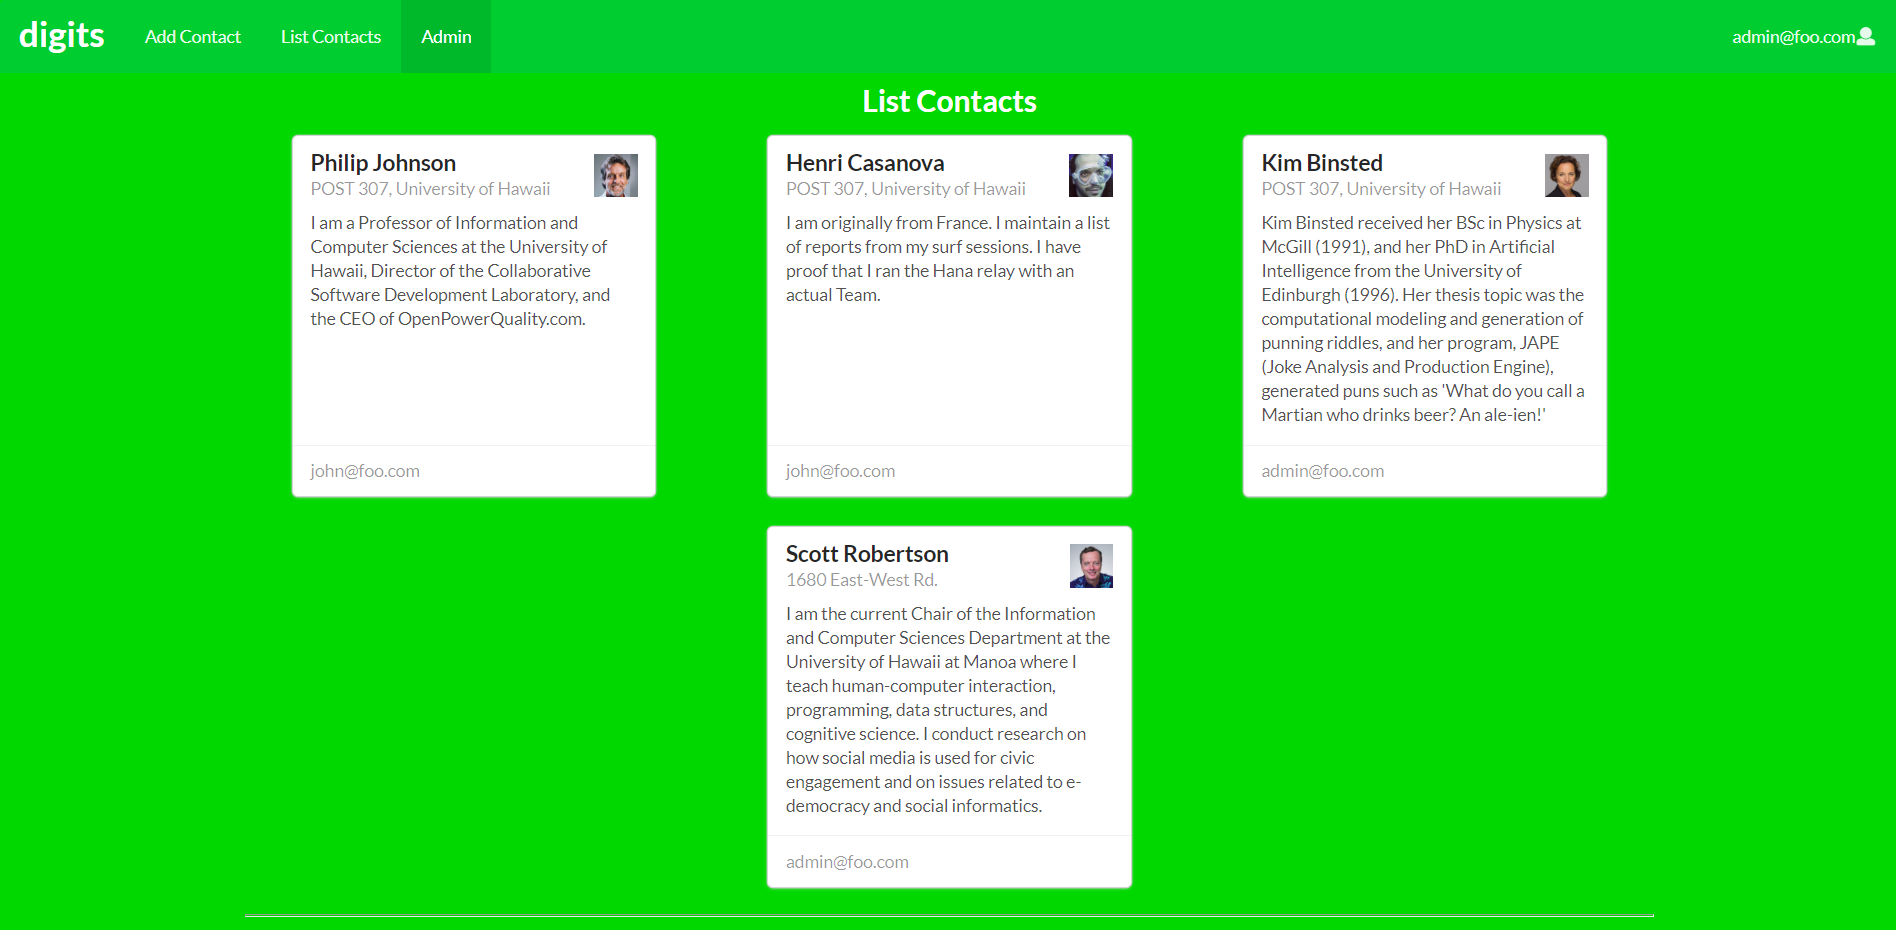 digits
Add Contact
List Contacts
Admin
admin@foo.com
List Contacts
Philip Johnson
POST 307, University of Hawaii
I am a Professor of Information and
Computer Sciences at the University of
Hawaii, Director of the Collaborative
Software Development Laboratory, and
the CEO of OpenPowerQuality.com.
john@foo.com
Henri Casanova
POST 307, University of Hawaii
I am originally from France. I maintain a list
of reports from my surf sessions. I have
proof that I ran the Hana relay with an
actual Team.
john@foo.com
Kim Binsted
POST 307, University of Hawaii
Kim Binsted received her BSc in Physics at
McGill (1991), and her PhD in Artificial
Intelligence from the University of
Edinburgh (1996). Her thesis topic was the
computational modeling and generation of
punning riddles, and her program, JAPE
(Joke Analysis and Production Engine),
generated puns such as 'What do you call a
Martian who drinks beer? An ale-ien!'
admin@foo.com
Scott Robertson
1680 East-West Rd.
I am the current Chair of the Information
and Computer Sciences Department at the
University of Hawaii at Manoa where I
teach human-computer interaction,
programming, data structures, and
cognitive science. I conduct research on
how social media is used for civic
engagement and on issues related to e-
democracy and social informatics.
admin@foo.com